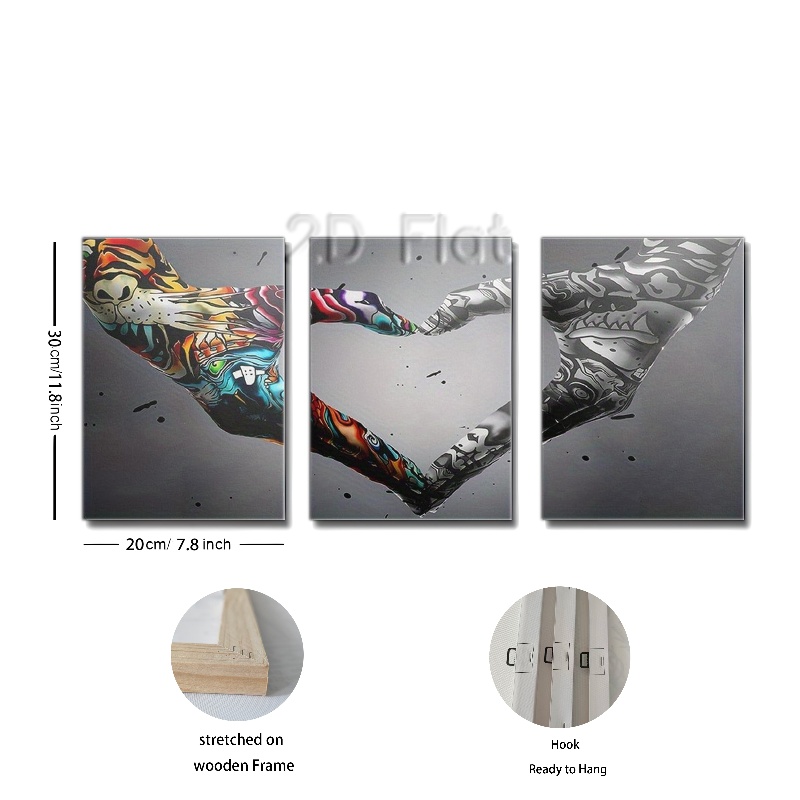 2D Flat
30cm/11.8inch
20cm/ 7.8 inch
stretched on
wooden Frame
Hook
Ready to Hang